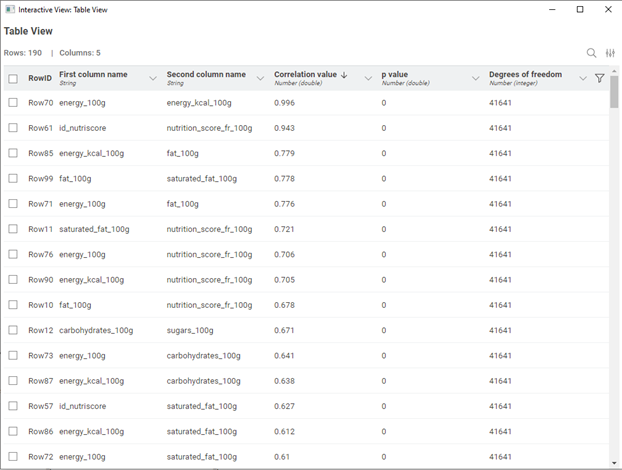 Interactive View: Table View
Table View
Rows: 190 | Columns: 5
RowID First column name Second column name Correlation value p value Degrees of freedom
String String Number (double) Number (double) Number (integer)
Row70 energy_100g energy_kcal_100g 0.996 0 41641
Row61 id_nutriscore nutrition_score_fr_100g 0.943 0 41641
Row85 energy_kcal_100g fat_100g 0.779 0 41641
Row99 fat_100g saturated_fat_100g 0.778 0 41641
Row71 energy_100g fat_100g 0.776 0 41641
Row11 saturated_fat_100g nutrition_score_fr_100g 0.721 0 41641
Row76 energy_100g nutrition_score_fr_100g 0.706 0 41641
Row90 energy_kcal_100g nutrition_score_fr_100g 0.705 0 41641
Row10 fat_100g nutrition_score_fr_100g 0.678 0 41641
Row12 carbohydrates_100g sugars_100g 0.671 0 41641
Row73 energy_100g carbohydrates_100g 0.641 0 41641
Row87 energy_kcal_100g carbohydrates_100g 0.638 0 41641
Row57 id_nutriscore saturated_fat_100g 0.627 0 41641
Row86 energy_kcal_100g saturated_fat_100g 0.612 0 41641
Row72 energy_100g saturated_fat_100g 0.61 0 41641